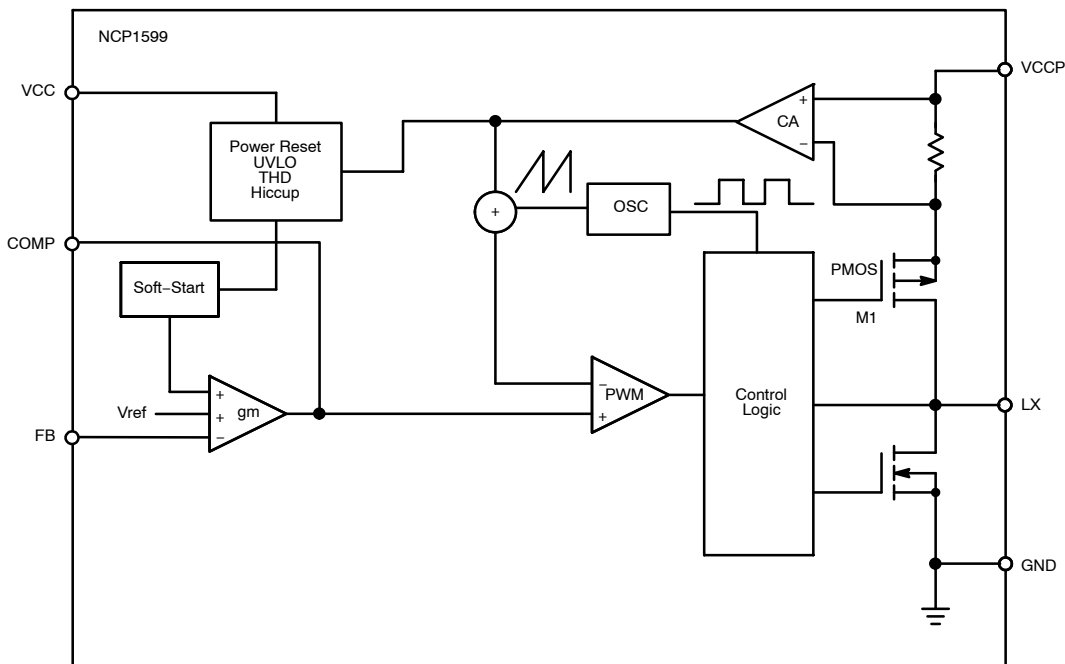 NCP1599
VCC
VCCP
Power Reset
UVLO
THD
Hiccup
+
CA
−
OSC
+
COMP
PMOS
M1
Soft−Start
Vref
+
+
−
gm
FB
−
PWM
+
Control
Logic
LX
GND